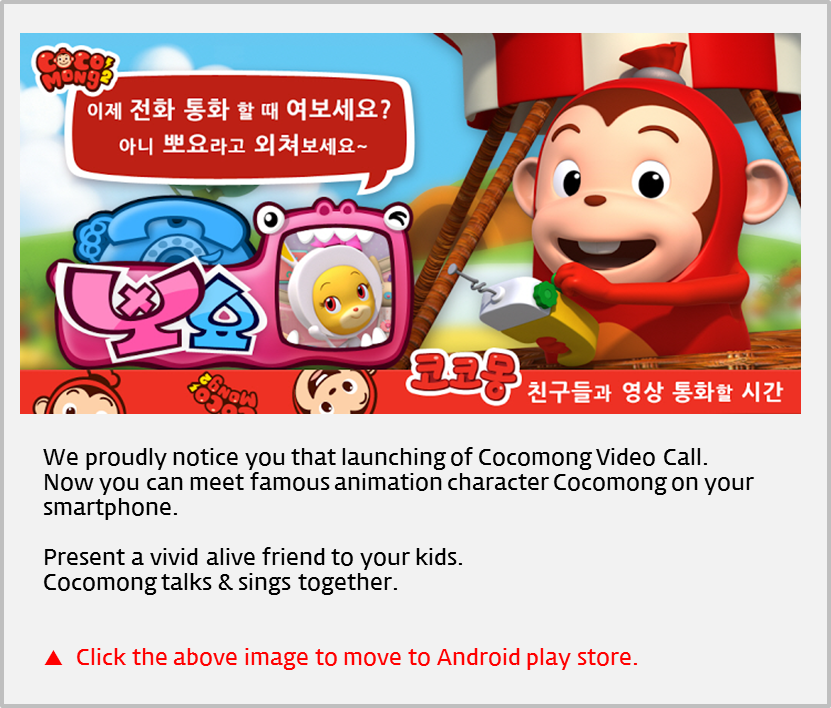 COCO
MONG2
이제 전화 통화 할 때 여보세요?
아니 뽀요라고 외쳐보세요~
뽀요
코코몽 친구들과 영상 통화할 시간
COCO
MONG2
We proudly notice you that launching of Cocomong Video Call.
Now you can meet famous animation character Cocomong on your
smartphone.
Present a vivid alive friend to your kids.
Cocomong talks & sings together.
▲ Click the above image to move to Android play store.